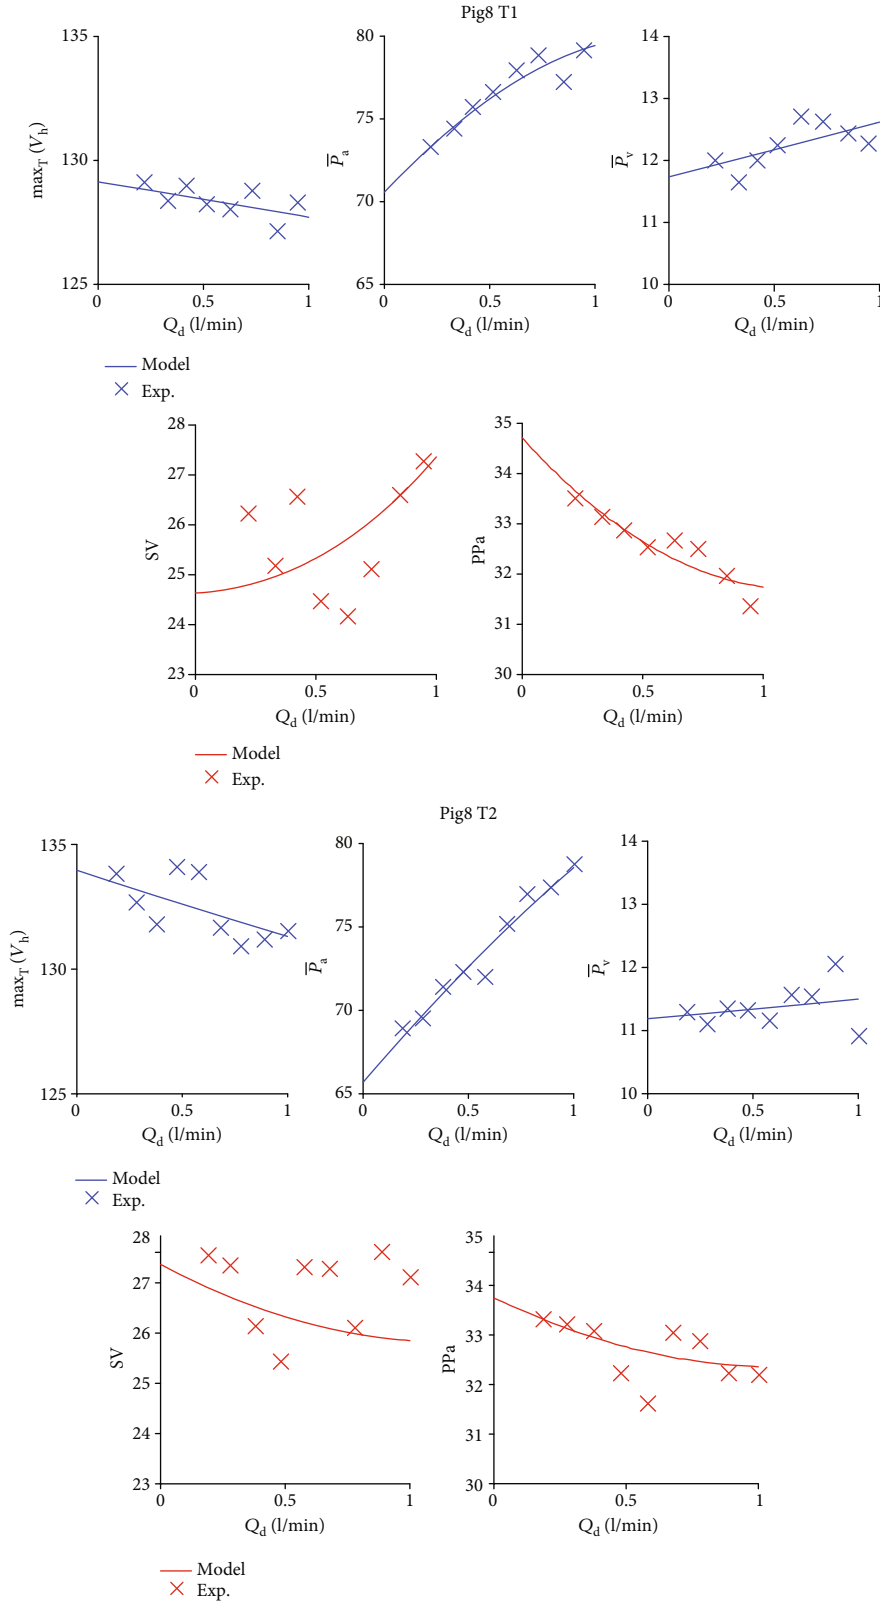 Pig8 T1
135
130
125
max_T (V_h)
0 0.5 1
Q_d (l/min)
80
75
70
65
P̅_a
0 0.5 1
Q_d (l/min)
14
13
12
11
10
P̅_v
0 0.5 1
Q_d (l/min)
Model
Exp.
28
27
26
25
24
23
SV
0 0.5 1
Q_d (l/min)
35
34
33
32
31
30
PPa
0 0.5 1
Q_d (l/min)
Model
Exp.
Pig8 T2
135
130
125
max_T (V_h)
0 0.5 1
Q_d (l/min)
80
75
70
65
P̅_a
0 0.5 1
Q_d (l/min)
14
13
12
11
10
P̅_v
0 0.5 1
Q_d (l/min)
Model
Exp.
28
27
26
25
24
23
SV
0 0.5 1
Q_d (l/min)
35
34
33
32
31
30
PPa
0 0.5 1
Q_d (l/min)
Model
Exp.